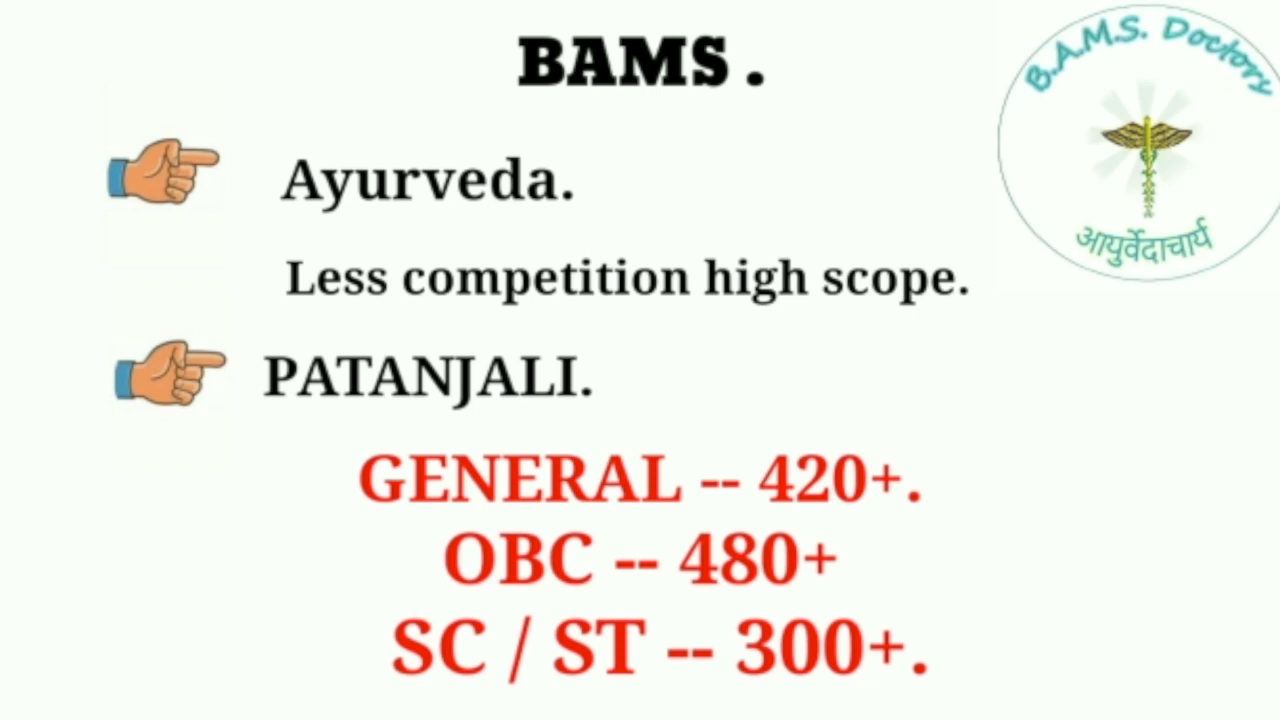 BAMS .
B.A.M.S. Doctory
Ayurveda.
आयुर्वेदाचार्य
Less competition high scope.
PATANJALI.
GENERAL -- 420+.
OBC -- 480+
SC / ST -- 300+.